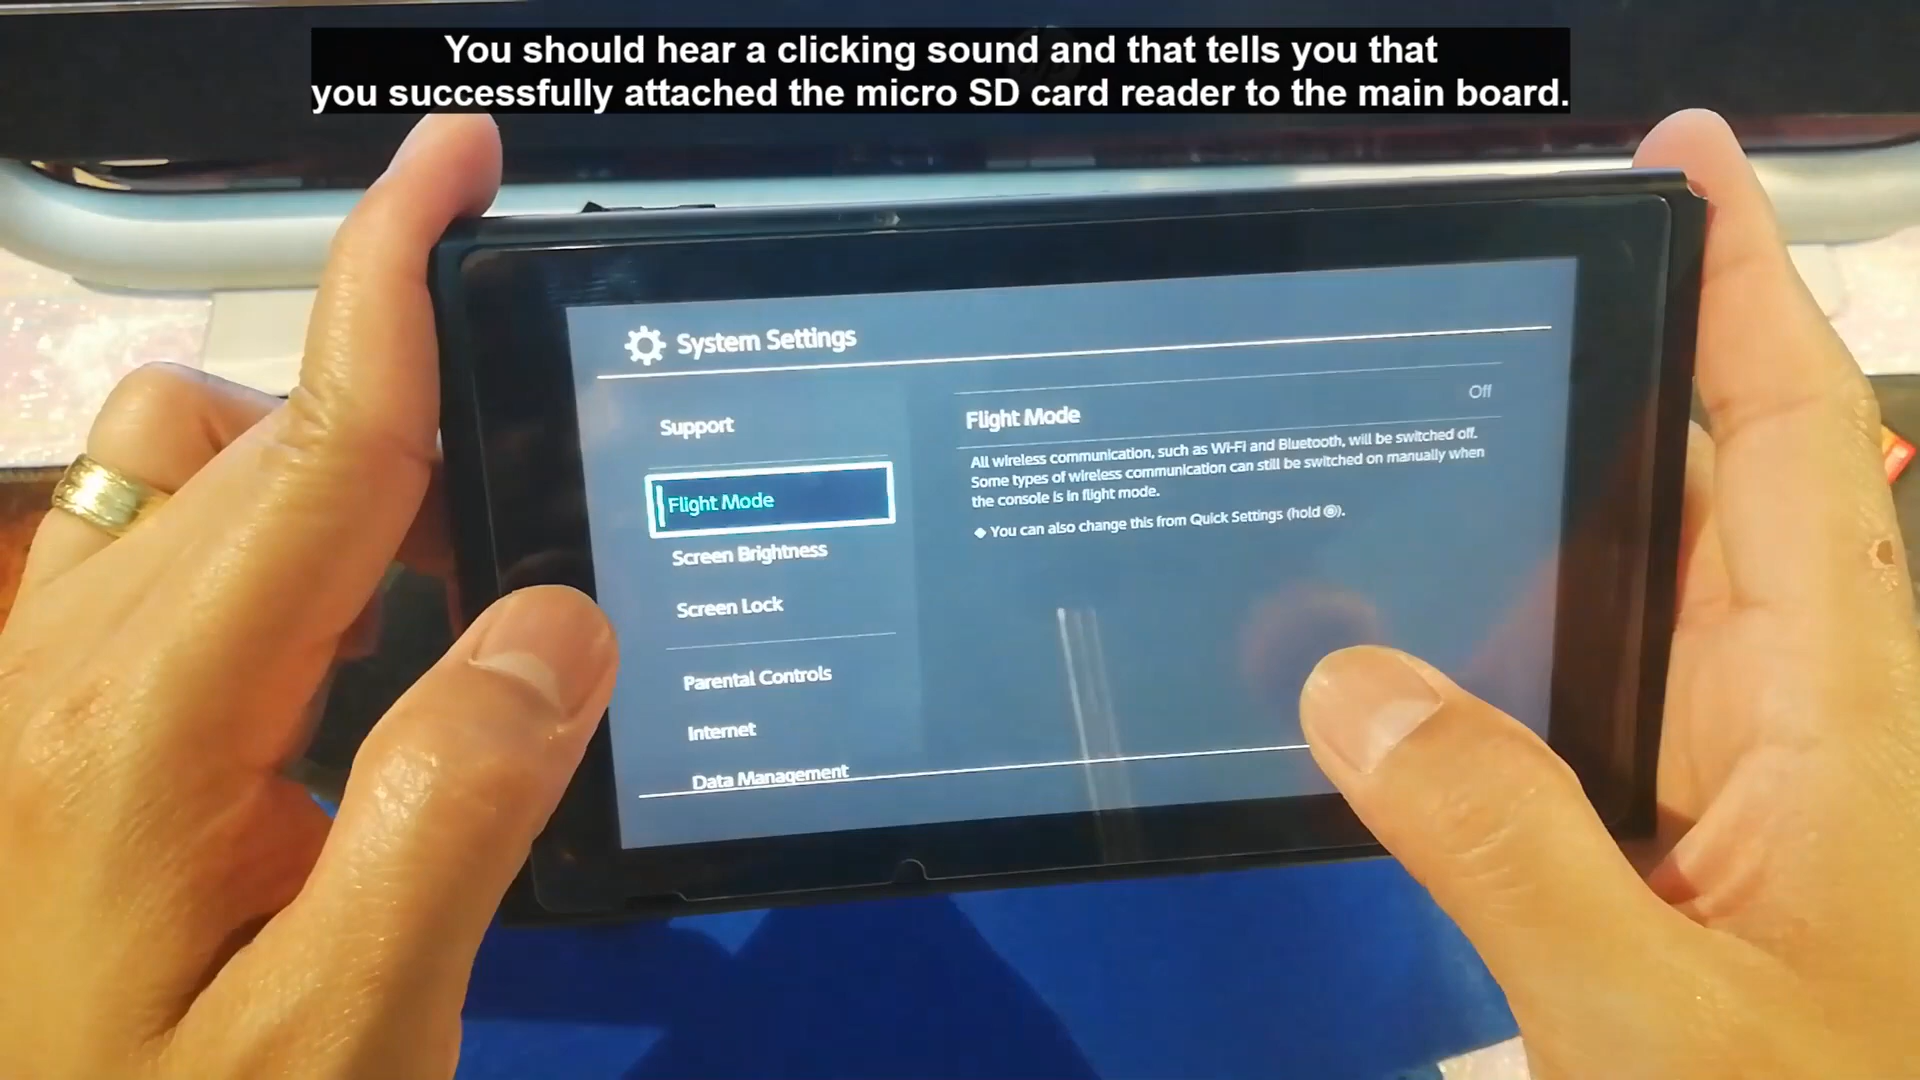 You should hear a clicking sound and that tells you that
you successfully attached the micro SD card reader to the main board.
System Settings
Support
Flight Mode
Screen Brightness
Screen Lock
Parental Controls
Internet
Data Management
Flight Mode
Off
All wireless communication, such as Wi-Fi and Bluetooth, will be switched off.
Some types of wireless communication can still be switched on manually when
the console is in flight mode.
◆ You can also change this from Quick Settings (hold ◎).